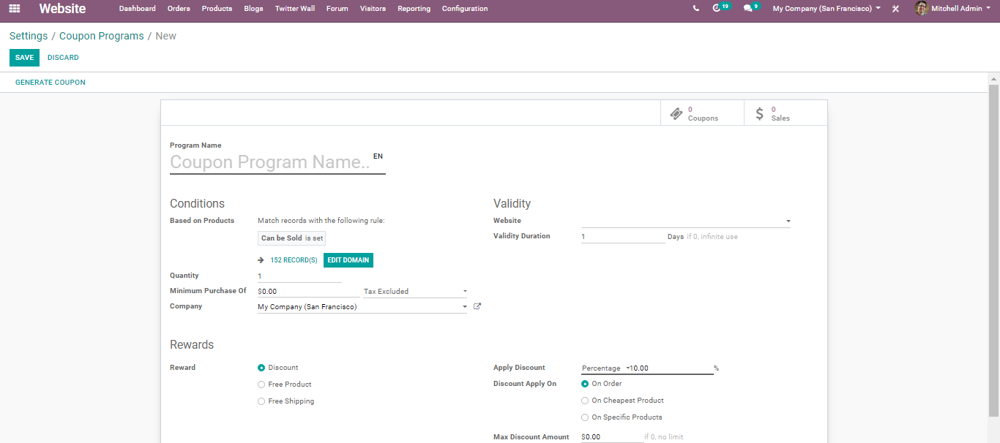 Website Dashboard Orders Products Blogs Twitter Wall Forum Visitors Reporting Configuration 19 9 My Company (San Francisco) Mitchell Admin
Settings / Coupon Programs / New
SAVE DISCARD
GENERATE COUPON
0 Coupons
0 Sales
Program Name
Coupon Program Name.. EN
Conditions
Based on Products Match records with the following rule:
Can be Sold is set
152 RECORD(S) EDIT DOMAIN
Quantity 1
Minimum Purchase Of $0.00 Tax Excluded
Company My Company (San Francisco)
Validity
Website
Validity Duration 1 Days if 0, infinite use
Rewards
Reward Discount
Free Product
Free Shipping
Apply Discount Percentage 10.00 %
Discount Apply On On Order
On Cheapest Product
On Specific Products
Max Discount Amount $0.00 if 0, no limit